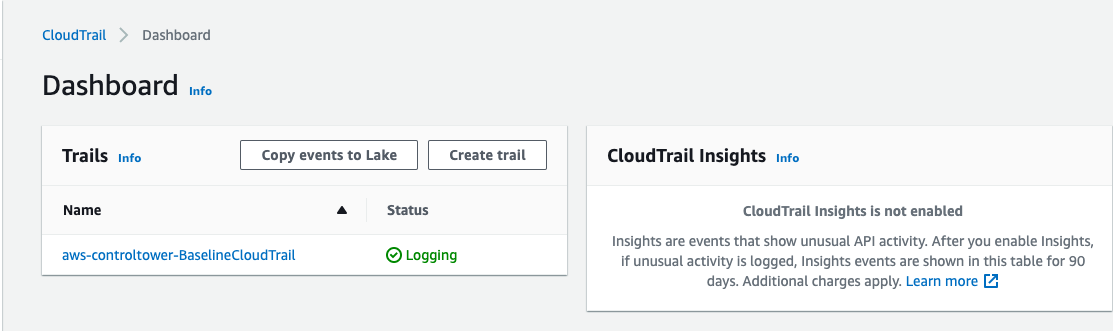 CloudTrail > Dashboard
Dashboard Info
Trails Info Copy events to Lake Create trail
Name Status
aws-controltower-BaselineCloudTrail Logging
CloudTrail Insights Info
CloudTrail Insights is not enabled
Insights are events that show unusual API activity. After you enable Insights,
if unusual activity is logged, Insights events are shown in this table for 90
days. Additional charges apply. Learn more